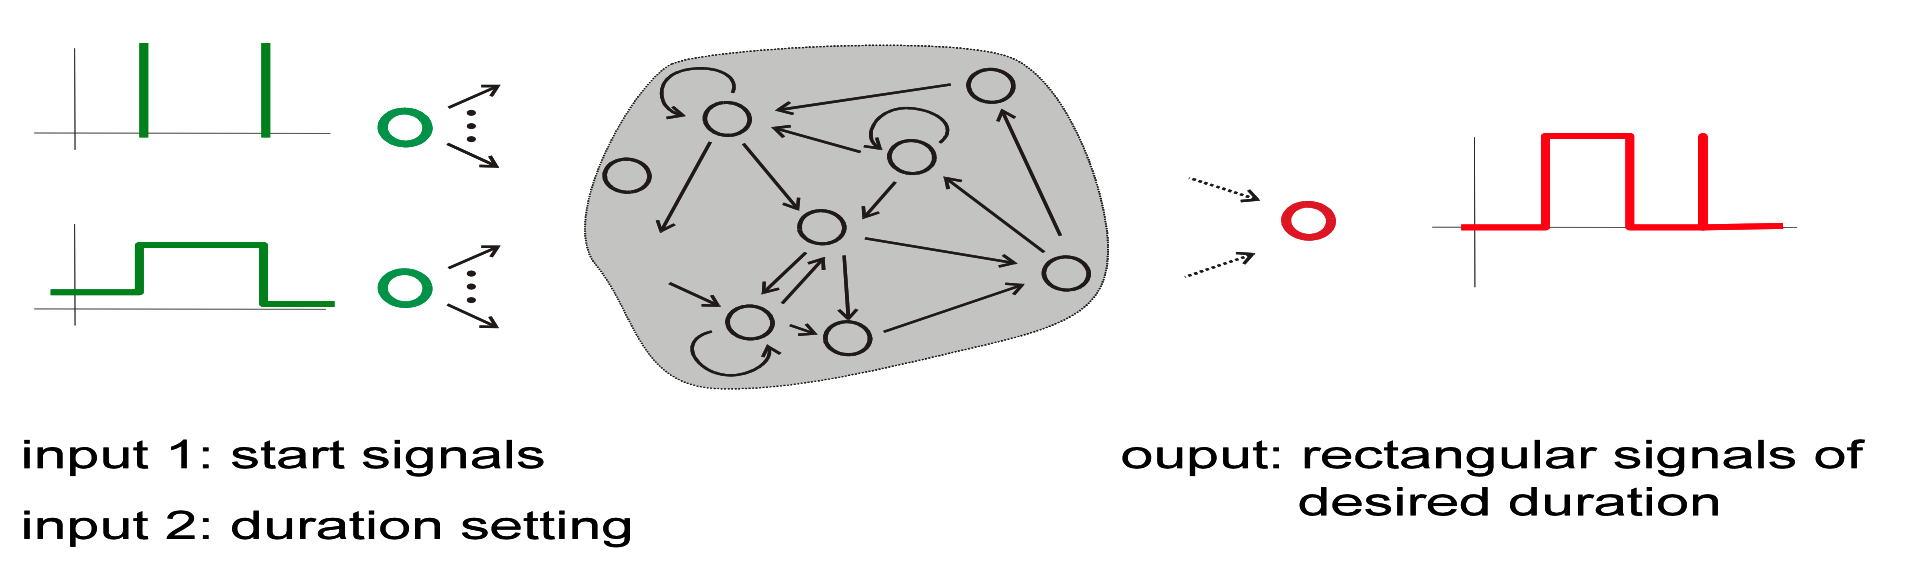 input 1: start signals
input 2: duration setting
ouput: rectangular signals of
desired duration